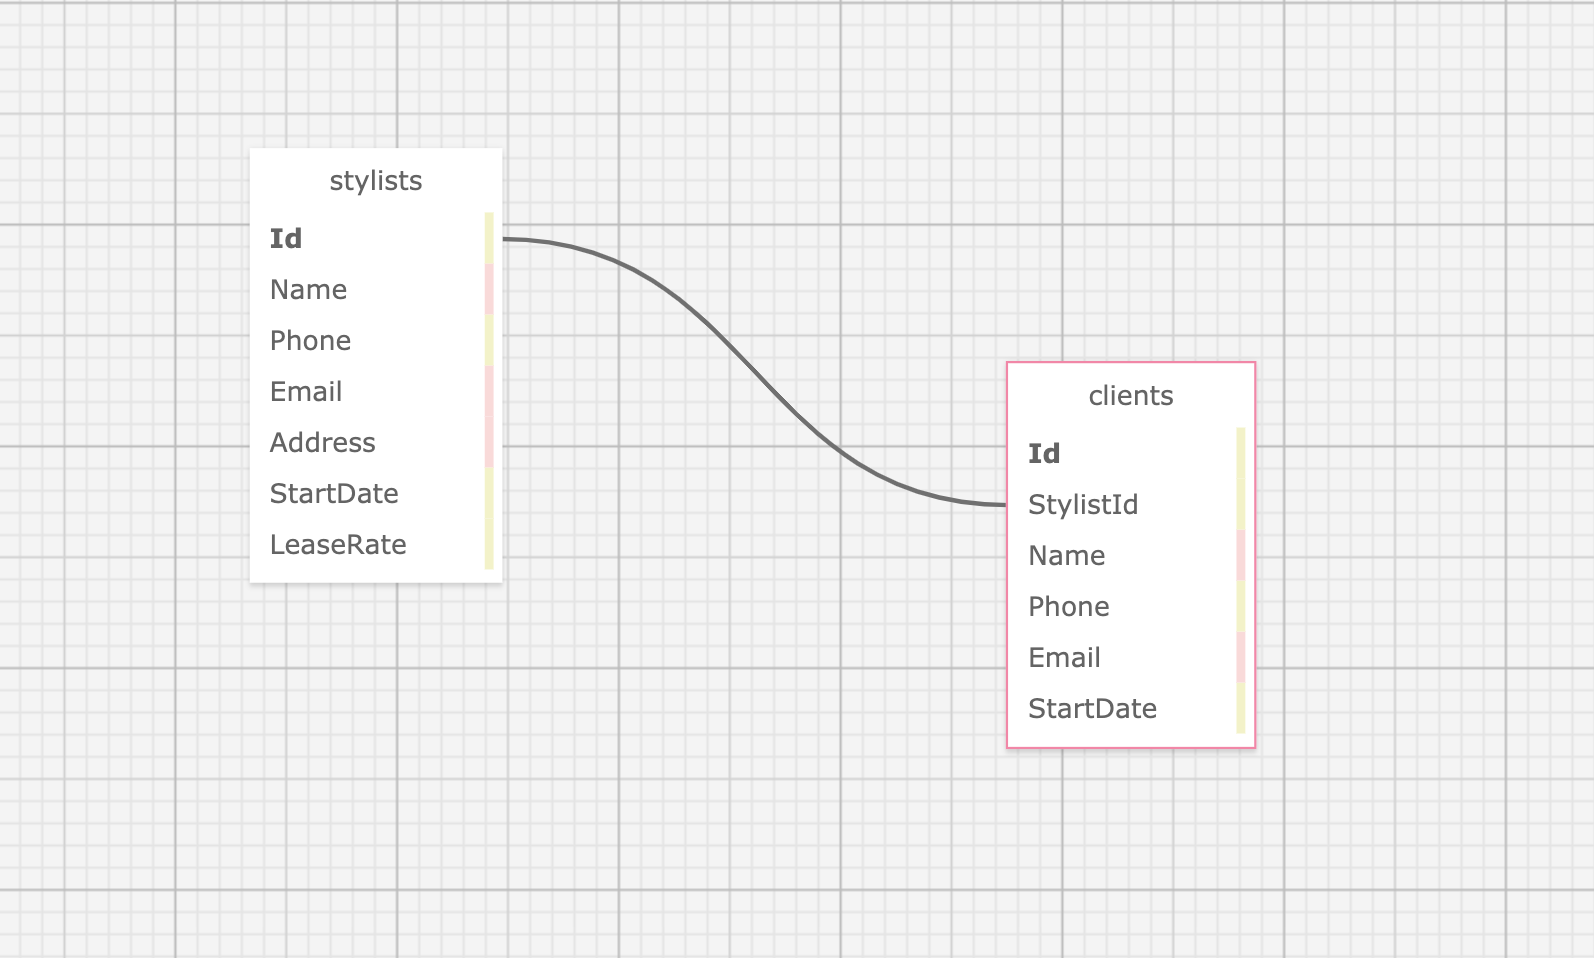 stylists
Id
Name
Phone
Email
Address
StartDate
LeaseRate
clients
Id
StylistId
Name
Phone
Email
StartDate